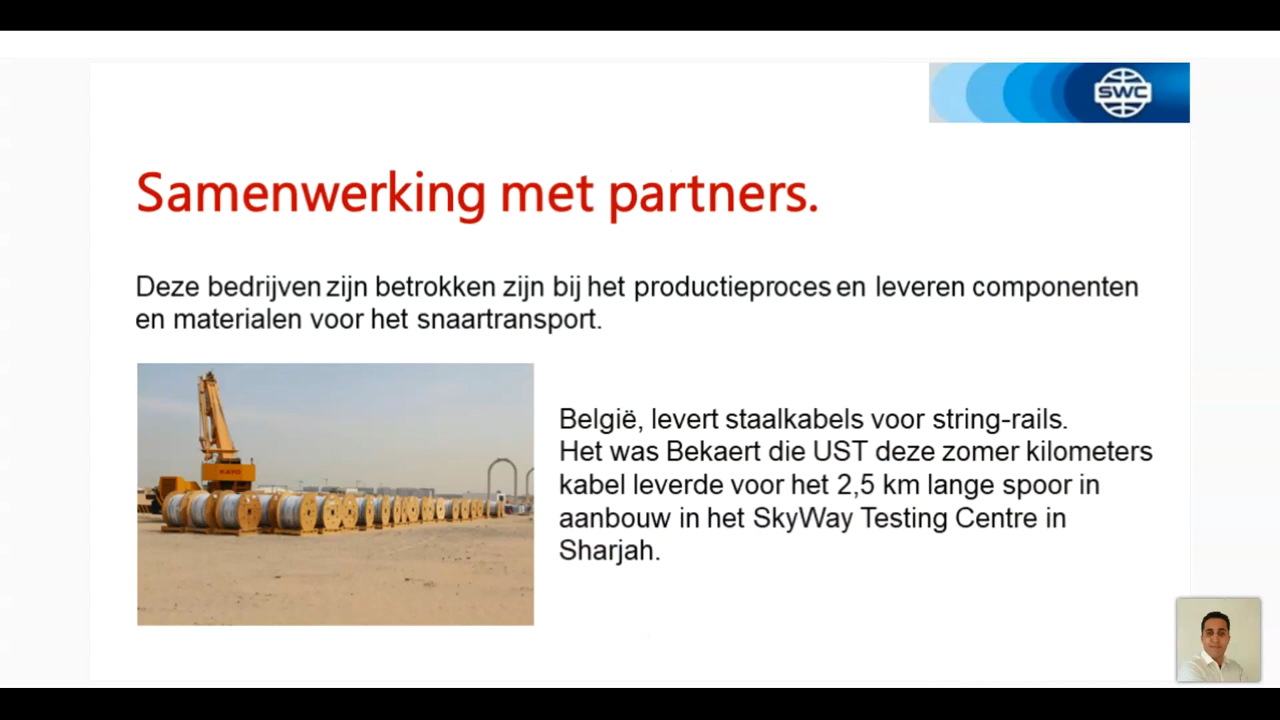 SWC
Samenwerking met partners.
Deze bedrijven zijn betrokken zijn bij het productieproces en leveren componenten
en materialen voor het snaartransport.
België, levert staalkabels voor string-rails.
Het was Bekaert die UST deze zomer kilometers
kabel leverde voor het 2,5 km lange spoor in
aanbouw in het SkyWay Testing Centre in
Sharjah.
KATO